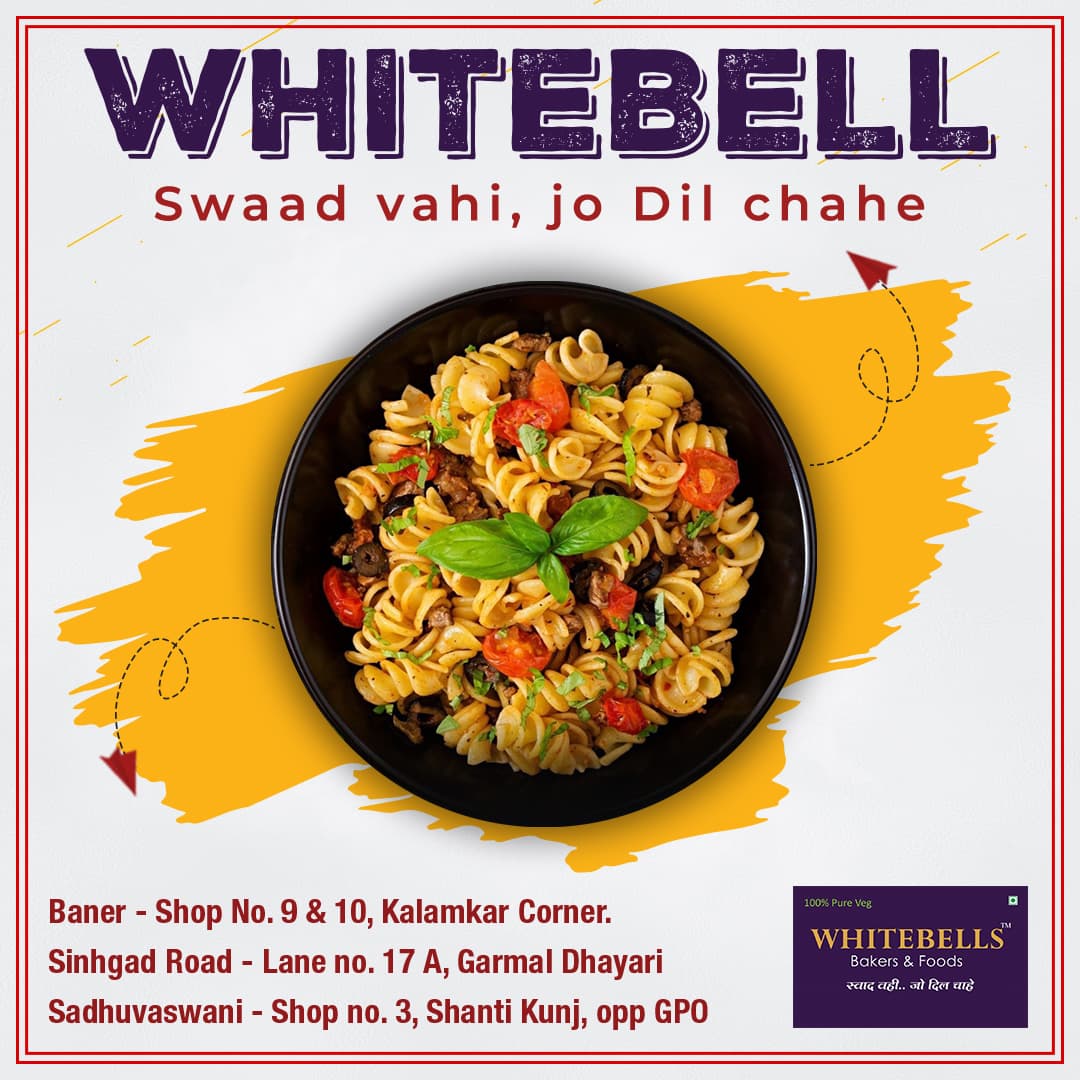 WHITEBELL
Swaad vahi, jo Dil chahe
Baner - Shop No. 9 & 10, Kalamkar Corner.
Sinhgad Road - Lane no. 17 A, Garmal Dhayari
Sadhuvaswani - Shop no. 3, Shanti Kunj, opp GPO
100% Pure Veg
WHITEBELLS™
Bakers & Foods
स्वाद वही.. जो दिल चाहे